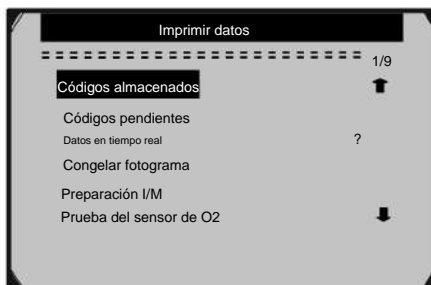 Imprimir datos
1/9
Códigos almacenados
Códigos pendientes
Datos en tiempo real ?
Congelar fotograma
Preparación I/M
Prueba del sensor de O2